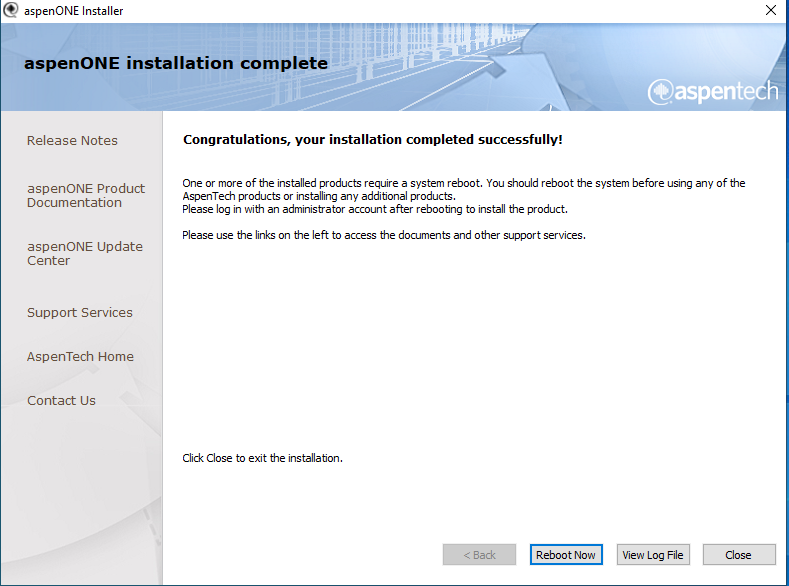 aspenONE Installer
aspenONE installation complete
aspentech
Release Notes
aspenONE Product
Documentation
aspenONE Update
Center
Support Services
AspenTech Home
Contact Us
Congratulations, your installation completed successfully!
One or more of the installed products require a system reboot. You should reboot the system before using any of the
AspenTech products or installing any additional products.
Please log in with an administrator account after rebooting to install the product.
Please use the links on the left to access the documents and other support services.
Click Close to exit the installation.
< Back
Reboot Now
View Log File
Close